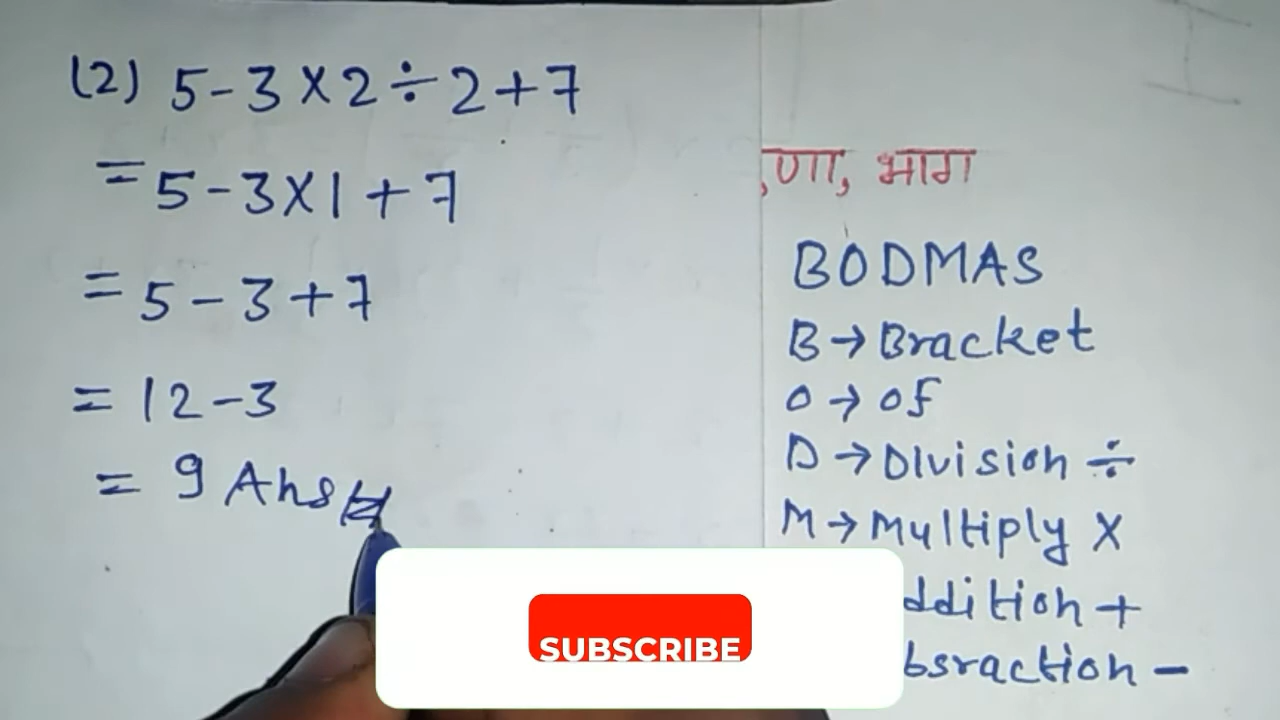 (2) 5-3×2÷2+7
= 5-3×1+7
= 5-3+7
= 12-3
= 9 Ans
णा, भाग
BODMAS
B→Bracket
O→of
D→Division ÷
M→Multiply ×
ddition +
bsraction -
SUBSCRIBE